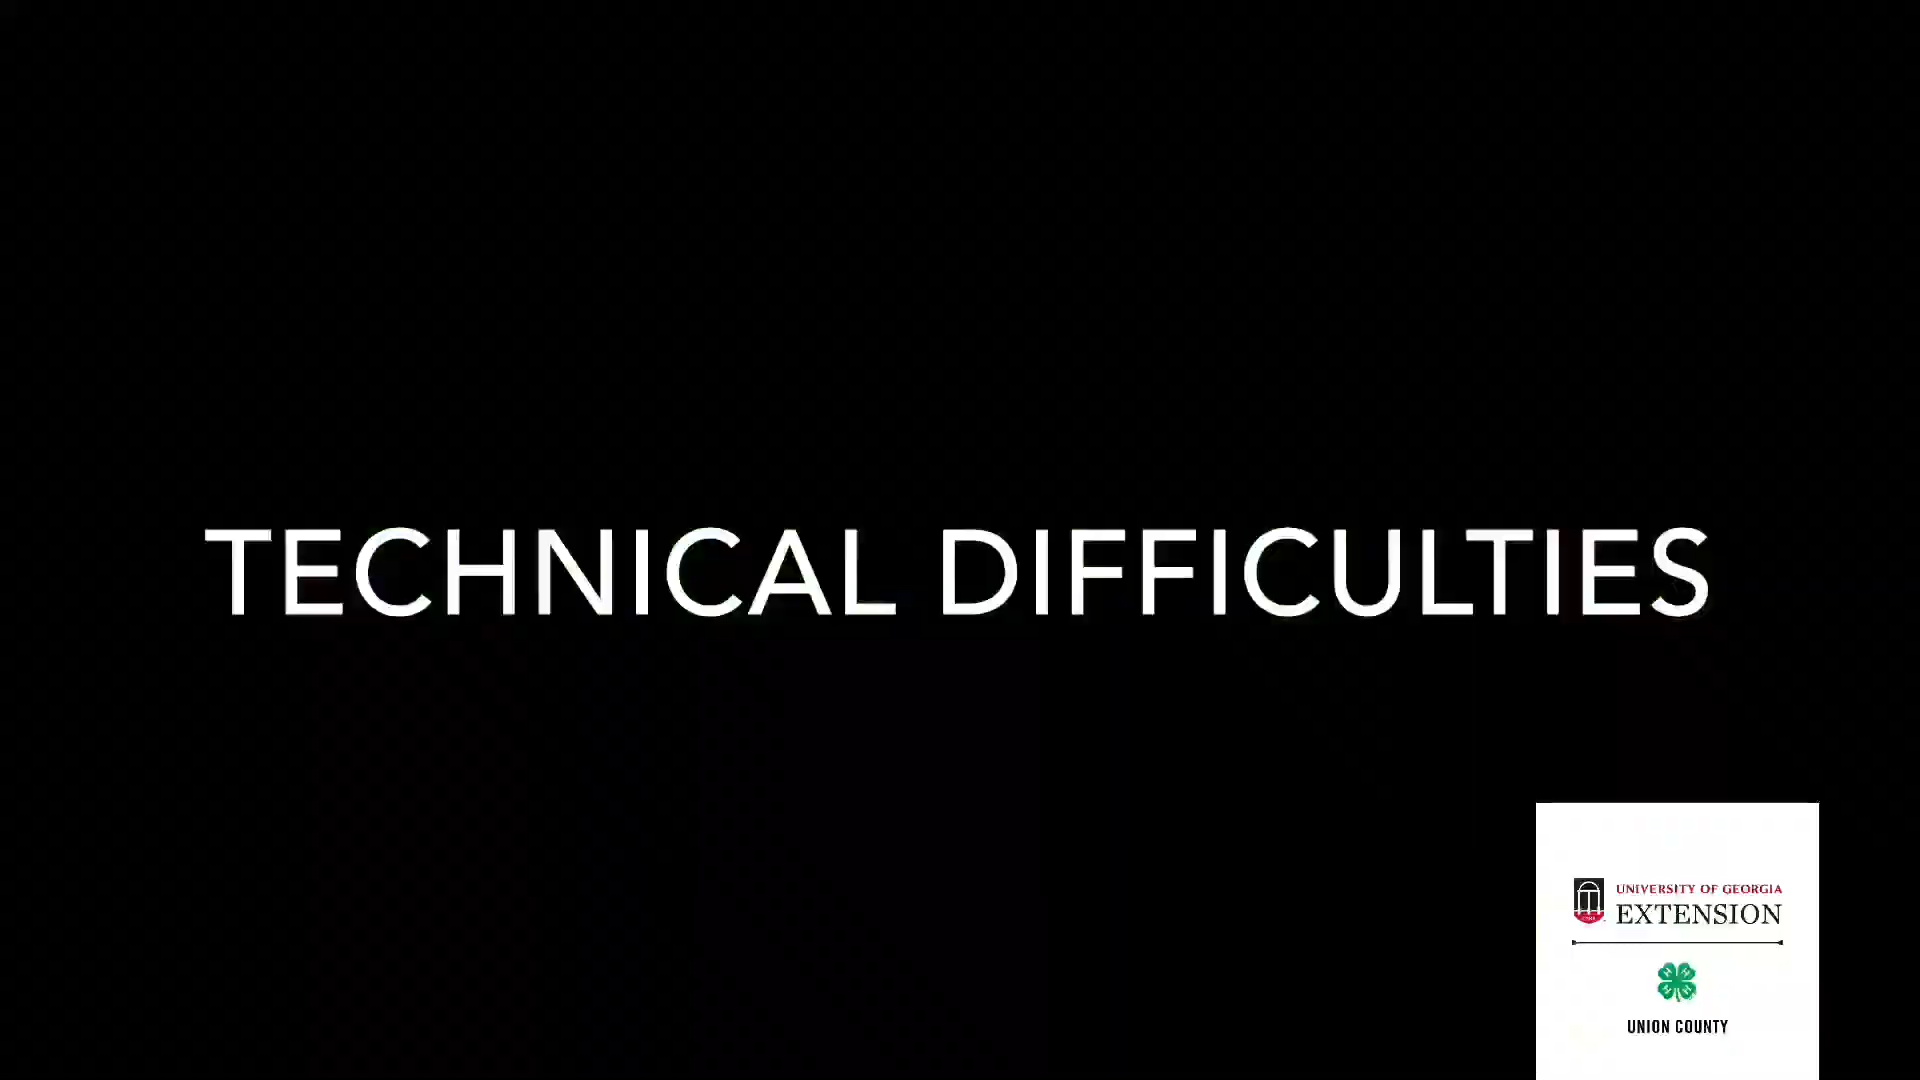 TECHNICAL DIFFICULTIES
UNIVERSITY OF GEORGIA
EXTENSION
UNION COUNTY